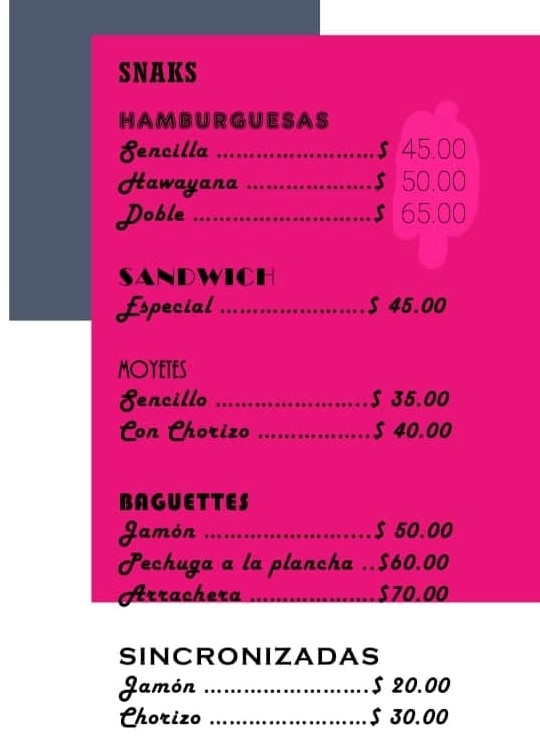 SNAKS
HAMBURGUESAS
Sencilla ........................$ 45.00
Hawayana ...................$ 50.00
Doble ...........................$ 65.00
SANDWICH
Especial ......................$ 45.00
MOYETES
Sencillo .......................$ 35.00
Con Chorizo .................$ 40.00
BAGUETTES
Jamón .........................$ 50.00
Pechuga a la plancha ..$60.00
Arrachera ...................$70.00
SINCRONIZADAS
Jamón .........................$ 20.00
Chorizo ........................$ 30.00